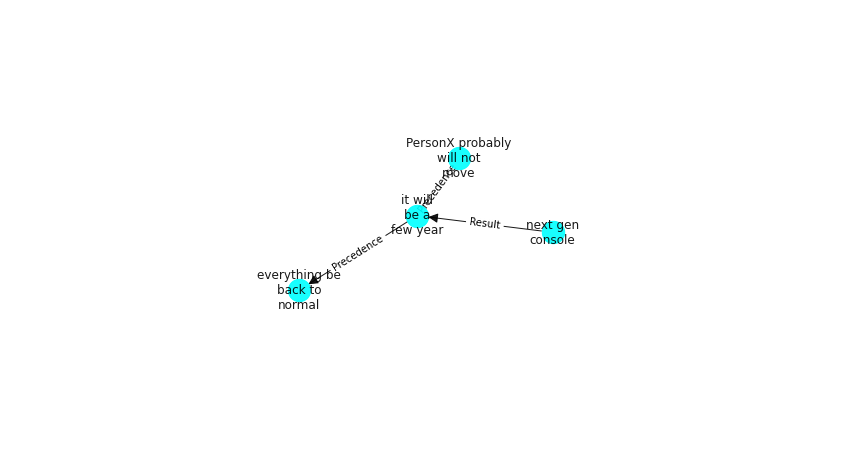 PersonX probably
will not
move
it will
be a
few year
Result
next gen
console
Precedence
everything be
back to
normal